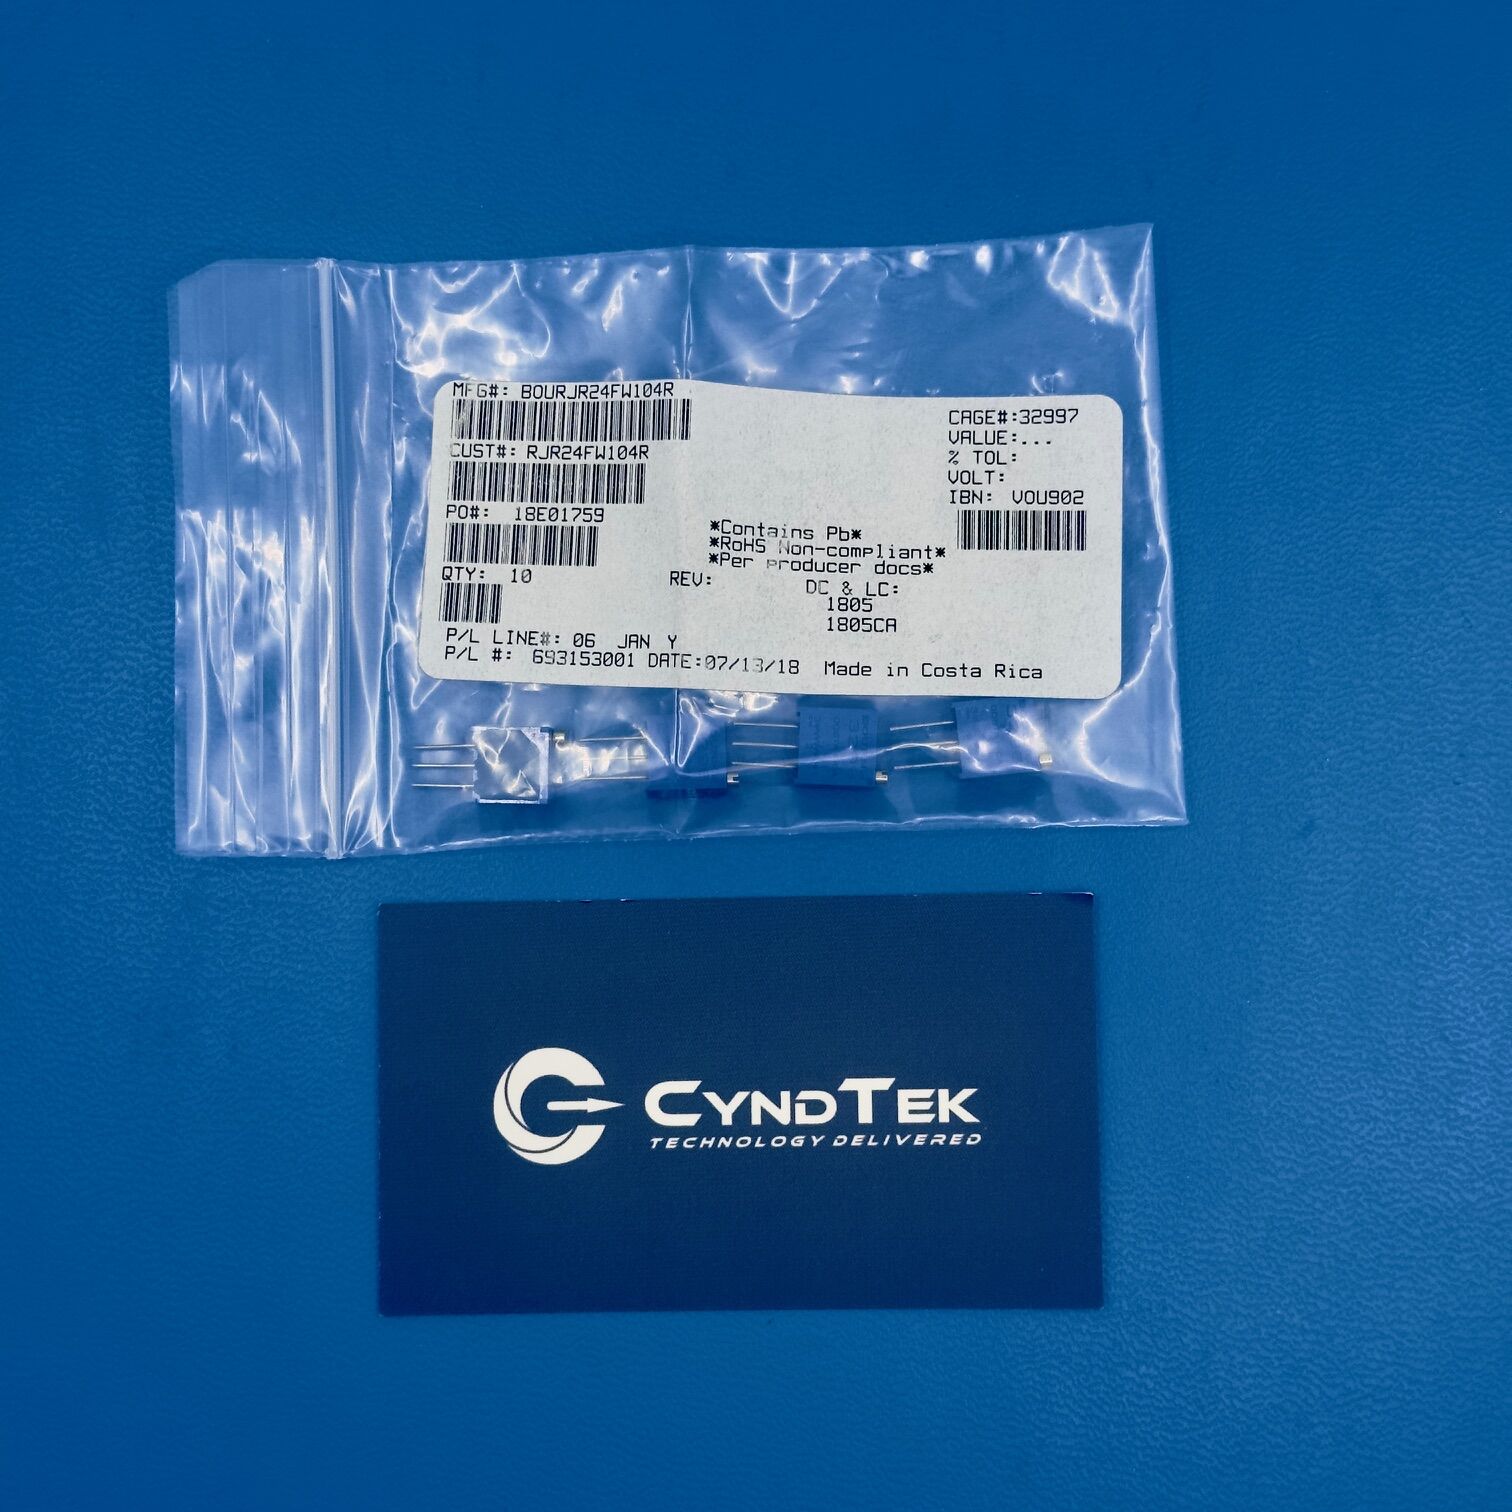 MFG#: BOURJR24FW104R
CUST#: RJR24FW104R
PO#: 18E01759
QTY: 10
REV:
CAGE#:32997
VALUE:...
% TOL:
VOLT:
IBN: VOU902
*Contains Pb*
*RoHS Non-compliant*
*Per producer docs*
DC & LC:
1805
1805CA
P/L LINE#: 06 JAN Y
P/L #: 693153001 DATE:07/13/18 Made in Costa Rica
CYNDTEK
TECHNOLOGY DELIVERED